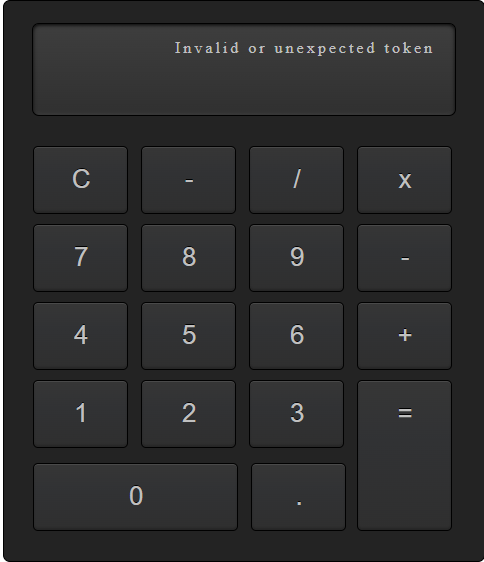 Invalid or unexpected token
C - / x
7 8 9 -
4 5 6 +
1 2 3 =
0 .